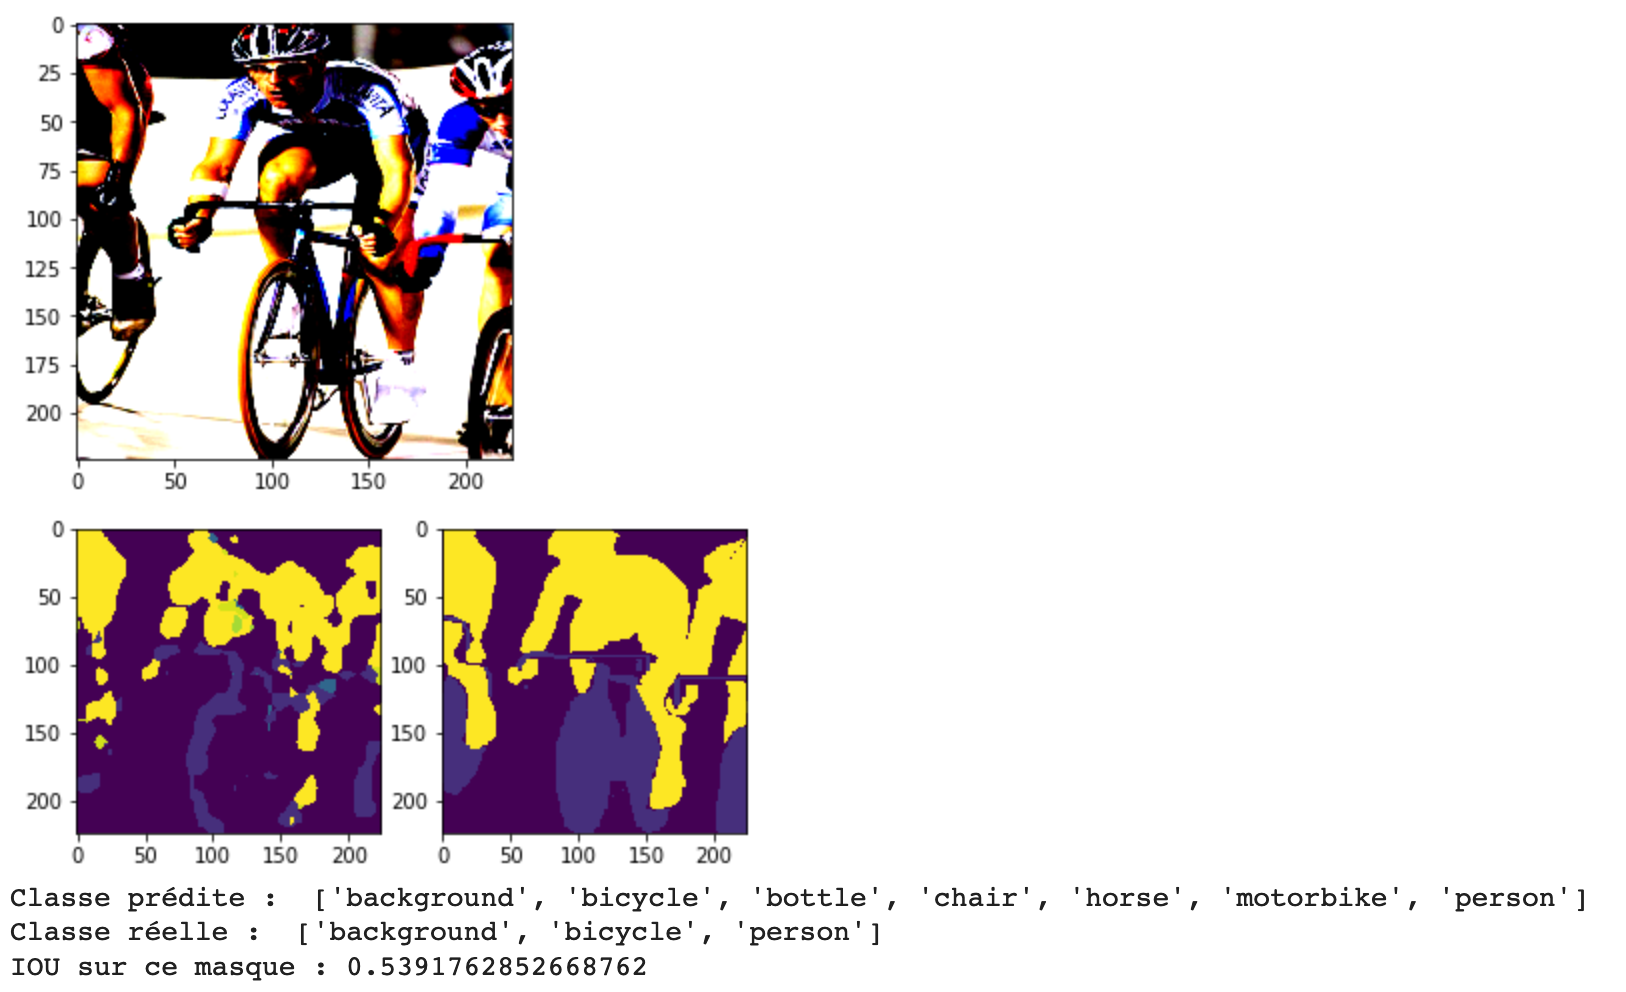 0
25
50
75
100
125
150
175
200
0 50 100 150 200
0 0
50 50
100 100
150 150
200 200
0 50 100 150 200 0 50 100 150 200
Classe prédite :  ['background', 'bicycle', 'bottle', 'chair', 'horse', 'motorbike', 'person']
Classe réelle :  ['background', 'bicycle', 'person']
IOU sur ce masque : 0.5391762852668762